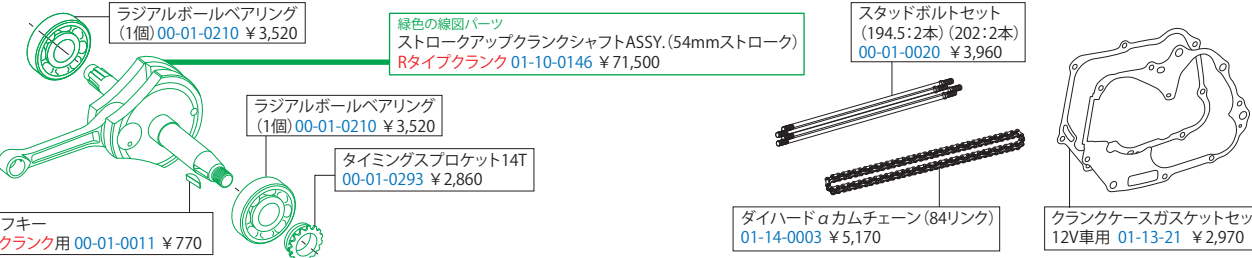 ラジアルボールベアリング
(1個) 00-01-0210 ￥3,520
緑色の線図パーツ
ストロークアップクランクシャフトASSY.(54mmストローク)
Rタイプクランク 01-10-0146 ￥71,500
スタッドボルトセット
(194.5：2本) (202：2本)
00-01-0020 ￥3,960
ラジアルボールベアリング
(1個) 00-01-0210 ￥3,520
タイミングスプロケット14T
00-01-0293 ￥2,860
フキー
クランク用 00-01-0011 ￥770
ダイハードαカムチェーン(84リンク)
01-14-0003 ￥5,170
クランクケースガスケットセッ
12V車用 01-13-21 ￥2,970